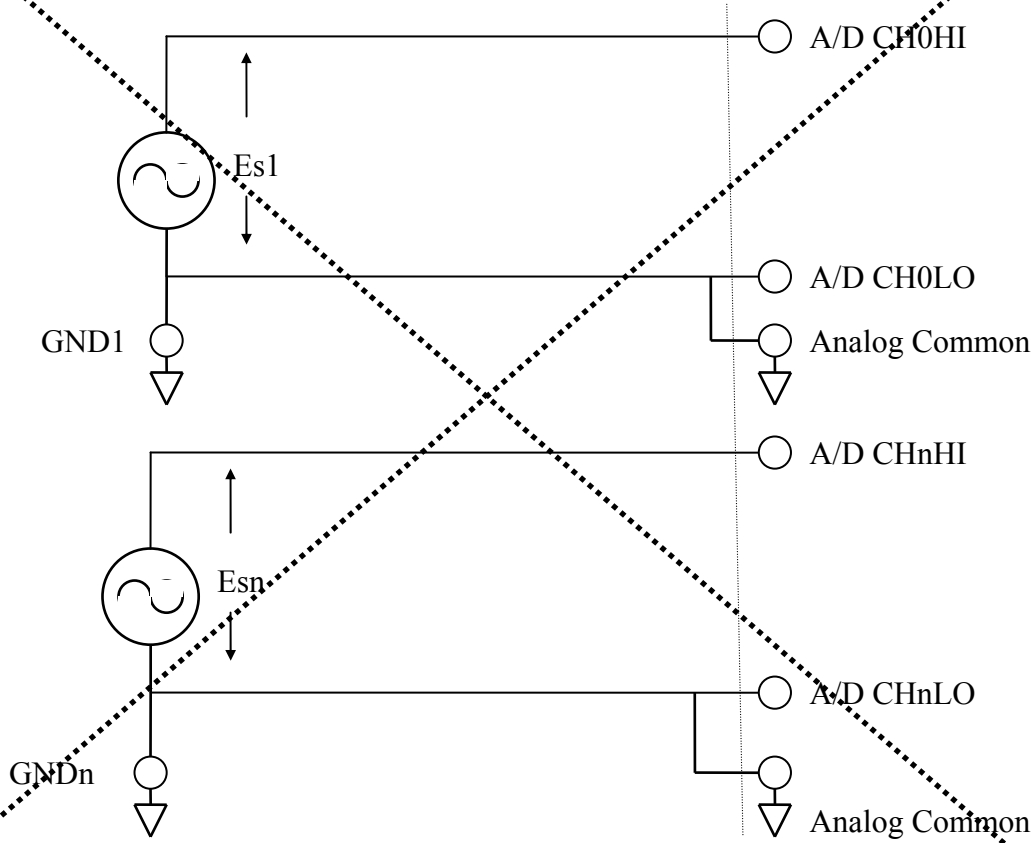 A/D CH0HI
Es1
A/D CH0LO
GND1
Analog Common
A/D CHnHI
Esn
A/D CHnLO
GNDn
Analog Common